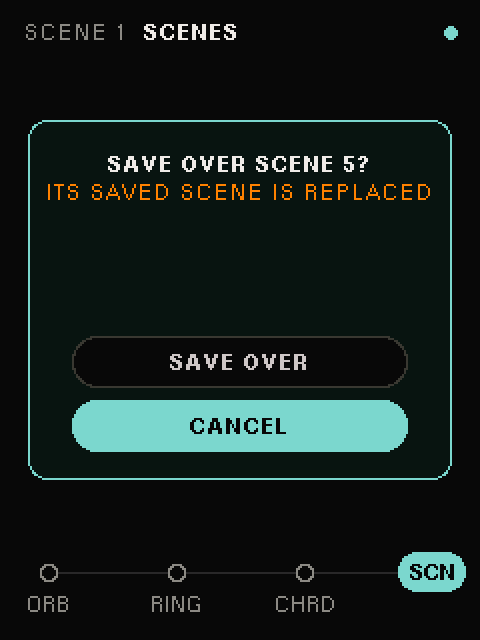 SCENE 1 SCENES
SAVE OVER SCENE 5?
ITS SAVED SCENE IS REPLACED
SAVE OVER
CANCEL
SCN
ORB RING CHRD